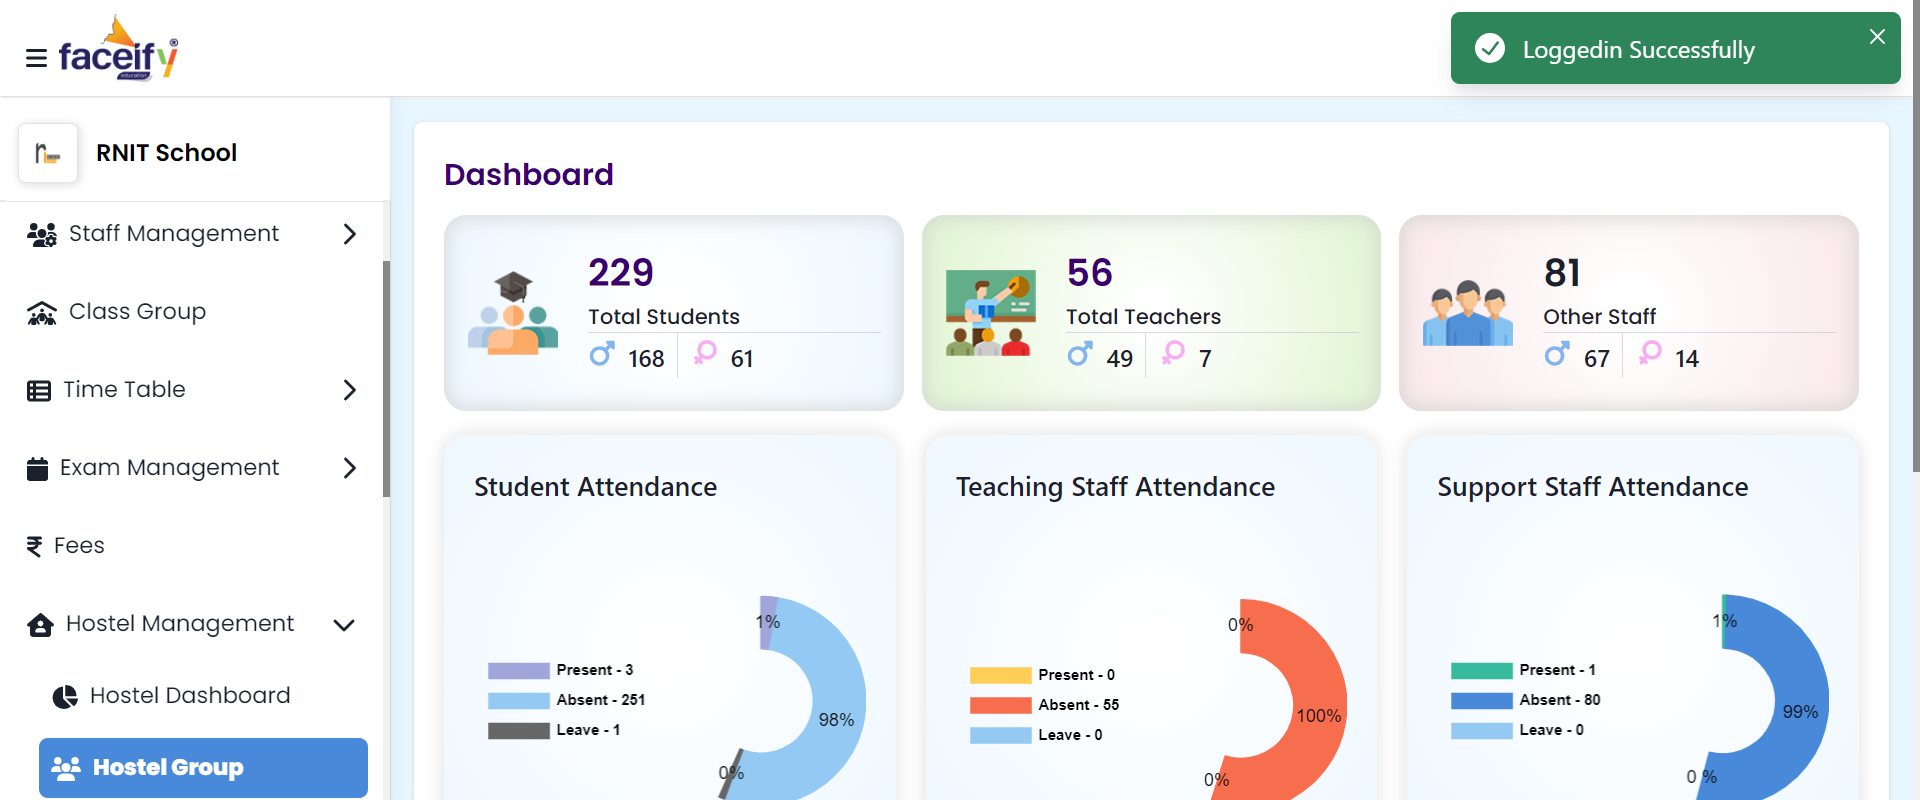 faceify
education
Loggedin Successfully
RNIT School
Staff Management
Class Group
Time Table
Exam Management
Fees
Hostel Management
Hostel Dashboard
Hostel Group
Dashboard
229
Total Students
168 61
56
Total Teachers
49 7
81
Other Staff
67 14
Student Attendance
Present - 3
Absent - 251
Leave - 1
1%
98%
0%
Teaching Staff Attendance
Present - 0
Absent - 55
Leave - 0
0%
100%
0%
Support Staff Attendance
Present - 1
Absent - 80
Leave - 0
1%
99%
0 %